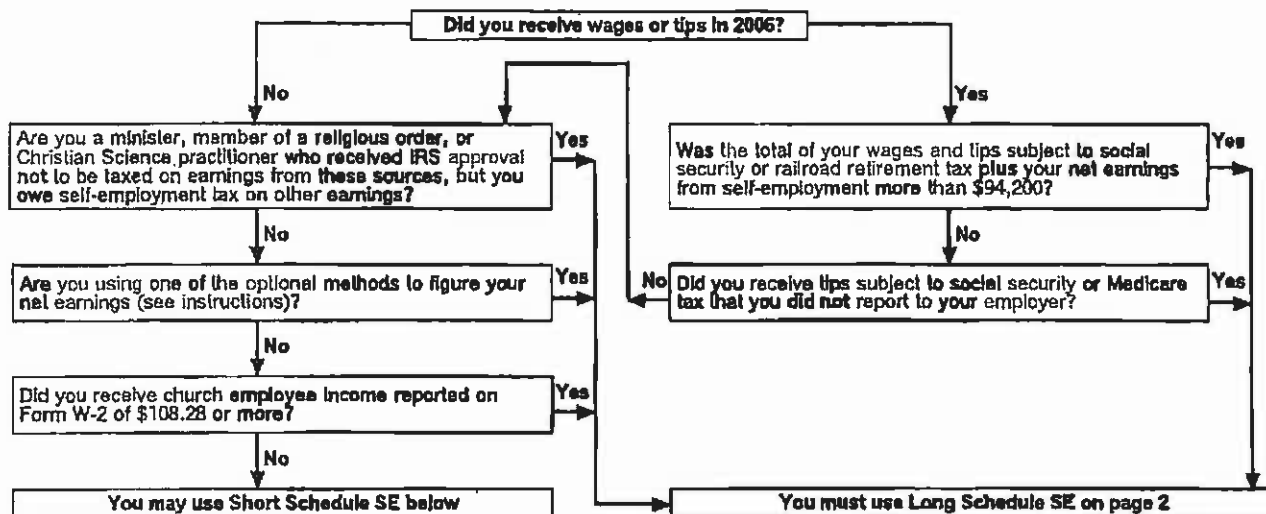 Did you receive wages or tips in 2006?
No
Yes
Are you a minister, member of a religious order, or
Christian Science practitioner who received IRS approval
not to be taxed on earnings from these sources, but you
owe self-employment tax on other earnings?
Yes
Was the total of your wages and tips subject to social
security or railroad retirement tax plus your net earnings
from self-employment more than $94,200?
Yes
No
No
Are you using one of the optional methods to figure your
net earnings (see instructions)?
Yes
No
Did you receive tips subject to social security or Medicare
tax that you did not report to your employer?
Yes
No
Did you receive church employee income reported on
Form W-2 of $108.28 or more?
Yes
No
You may use Short Schedule SE below
You must use Long Schedule SE on page 2